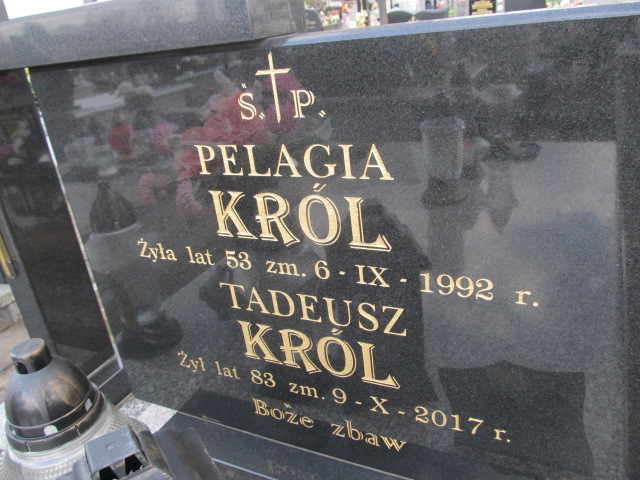 Ś. P.
PELAGIA
KRÓL
Żyła lat 53 zm. 6 - IX - 1992 r.
TADEUSZ
KRÓL
Żył lat 83 zm. 9 - X - 2017 r.
Boże zbaw